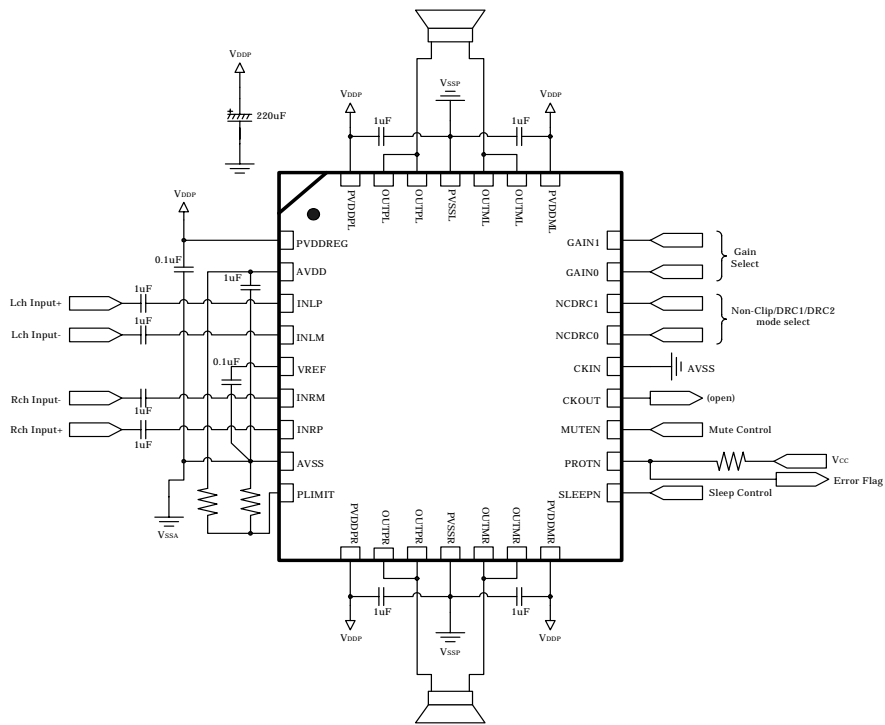 VDDP
220uF
VDDP
VSSP
VDDP
1uF
1uF
PVDDPL
OUTPL
OUTPL
PVSSL
OUTML
OUTML
PVDDML
VDDP
0.1uF
1uF
1uF
Lch Input+
Lch Input-
1uF
0.1uF
Rch Input-
1uF
Rch Input+
1uF
VSSA
PVDDREG
AVDD
INLP
INLM
VREF
INRM
INRP
AVSS
PLIMIT
GAIN1
GAIN0
NCDRC1
NCDRC0
CKIN
CKOUT
MUTEN
PROTN
SLEEPN
Gain
Select
Non-Clip/DRC1/DRC2
mode select
AVSS
(open)
Mute Control
VCC
Error Flag
Sleep Control
PVDDPR
OUTPR
OUTPR
PVSSR
OUTMR
OUTMR
PVDDMR
1uF
1uF
VDDP
VSSP
VDDP